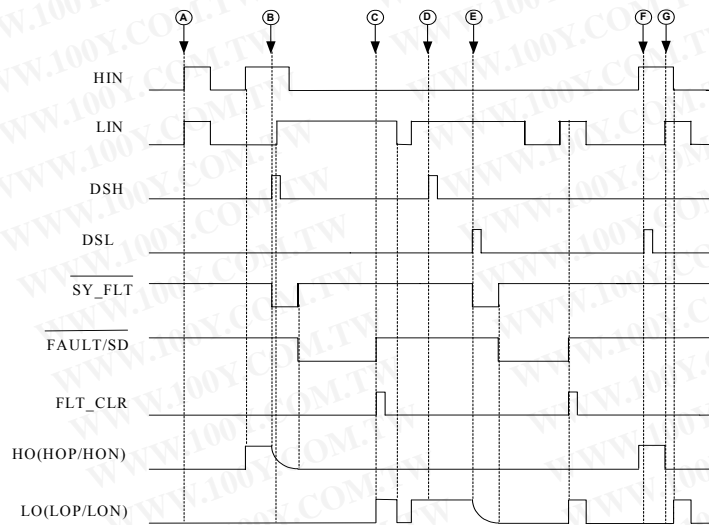 A B C D E F G
HIN
LIN
DSH
DSL
SY_FLT
FAULT/SD
FLT_CLR
HO(HOP/HON)
LO(LOP/LON)
WWW.100Y.COM.TW